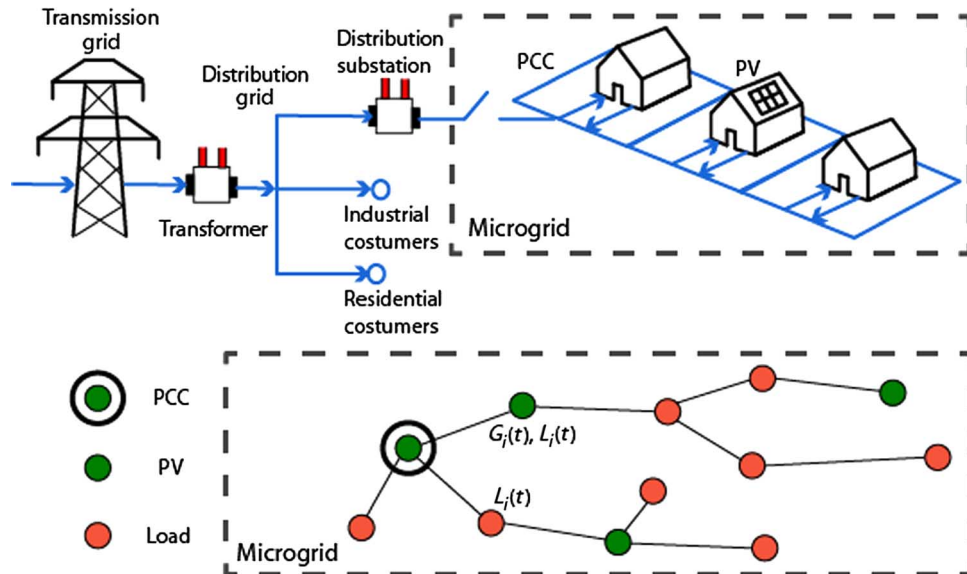 Transmission
grid
Distribution
grid
Distribution
substation
PCC
PV
Transformer
Industrial
costumers
Microgrid
Residential
costumers
PCC
PV
Load
G_i(t), L_i(t)
L_i(t)
Microgrid